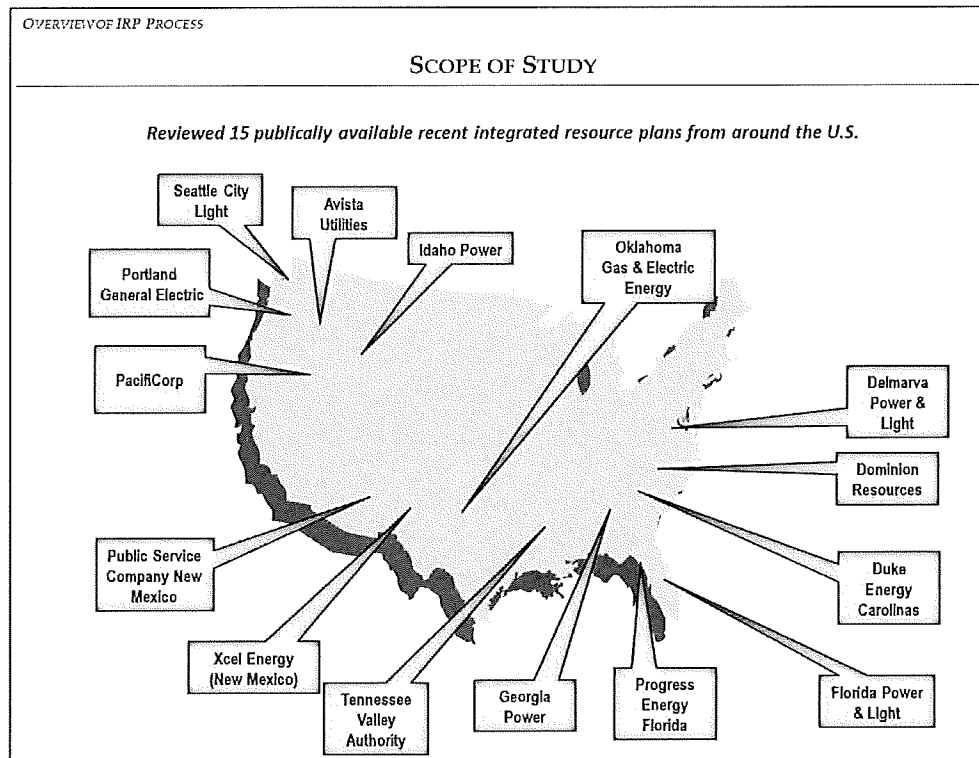 OVERVIEW OF IRP PROCESS
SCOPE OF STUDY
Reviewed 15 publically available recent integrated resource plans from around the U.S.
Seattle City
Light
Avista
Utilities
Idaho Power
Oklahoma
Gas & Electric
Energy
Portland
General Electric
PacifiCorp
Delmarva
Power &
Light
Dominion
Resources
Public Service
Company New
Mexico
Duke
Energy
Carolinas
Xcel Energy
(New Mexico)
Tennessee
Valley
Authority
Georgia
Power
Progress
Energy
Florida
Florida Power
& Light